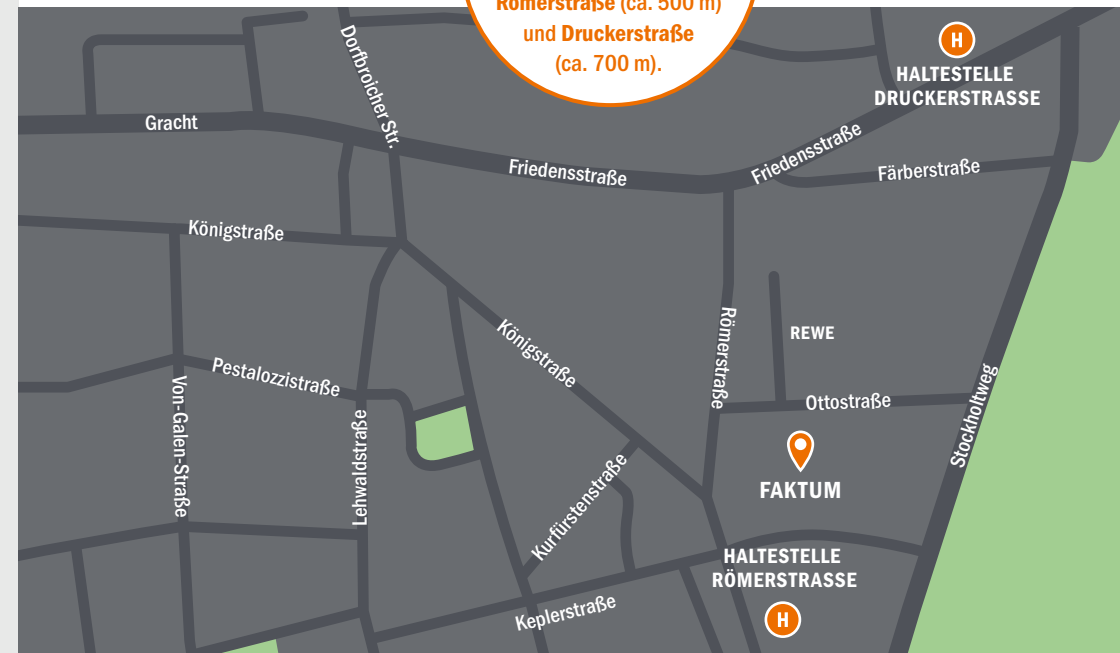 Römerstraße (ca. 500 m)
und Druckerstraße
(ca. 700 m).
H
HALTESTELLE
DRUCKERSTRASSE
Dorfbroicher Str.
Gracht
Friedensstraße
Friedensstraße
Färberstraße
Königstraße
Königstraße
Römerstraße
REWE
Pestalozzistraße
Von-Galen-Straße
Lehwaldstraße
Ottostraße
Stockholtweg
Kurfürstenstraße
FAKTUM
HALTESTELLE
RÖMERSTRASSE
H
Keplerstraße